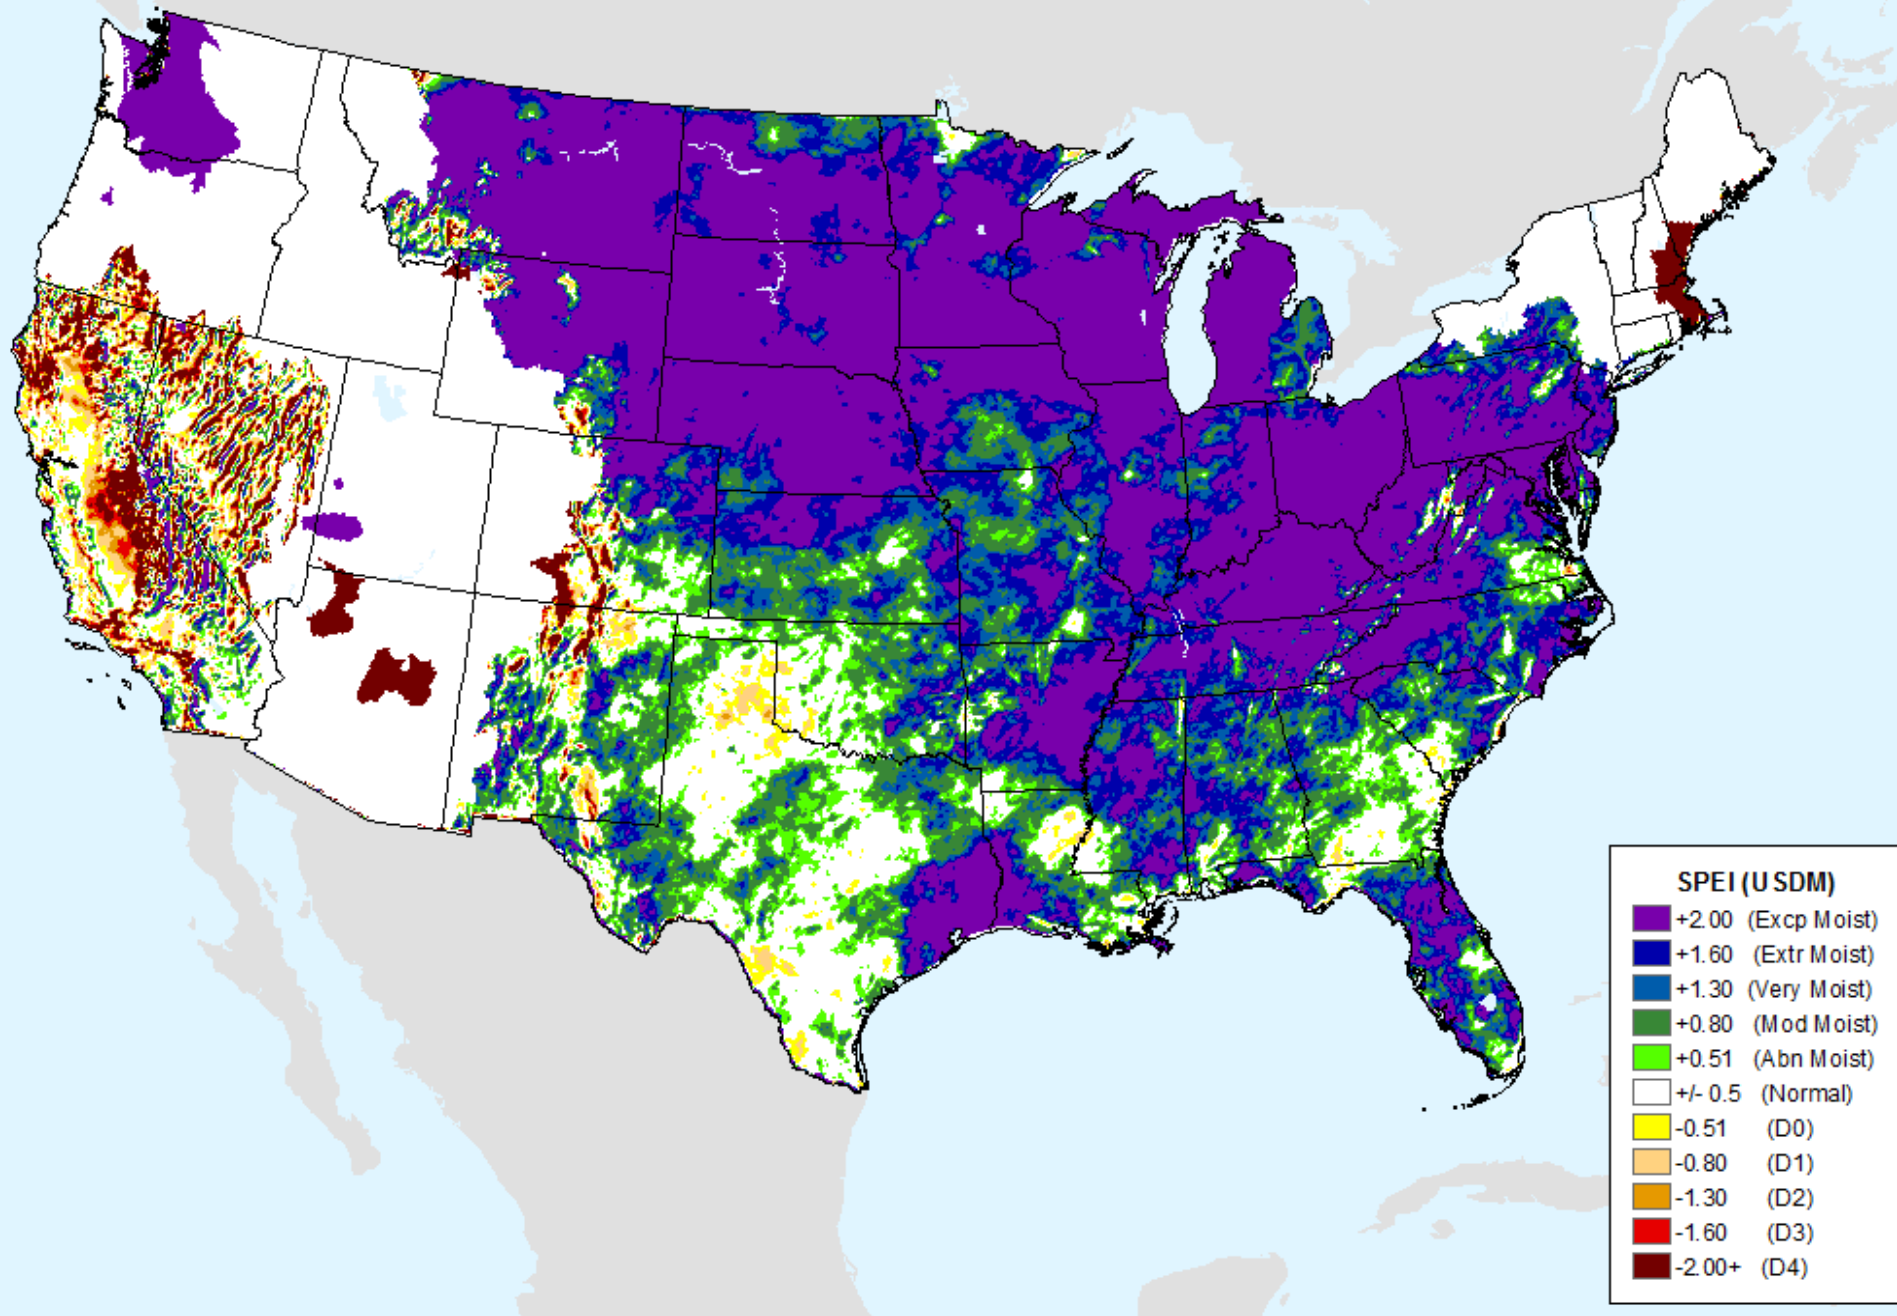 SPEI (USDM)
+2.00 (Excp Moist)
+1.60 (Extr Moist)
+1.30 (Very Moist)
+0.80 (Mod Moist)
+0.51 (Abn Moist)
+/- 0.5 (Normal)
-0.51 (D0)
-0.80 (D1)
-1.30 (D2)
-1.60 (D3)
-2.00+ (D4)